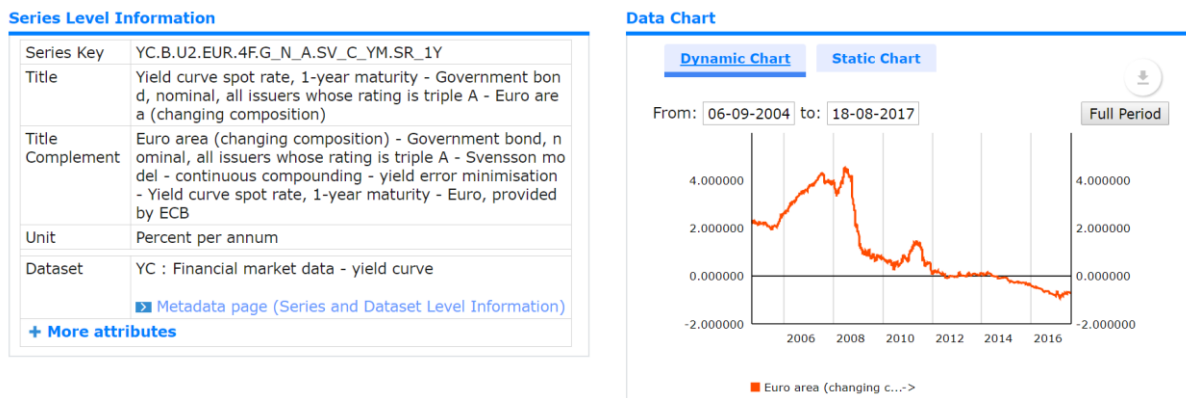 Series Level Information
Series Key YC.B.U2.EUR.4F.G_N_A.SV_C_YM.SR_1Y
Title Yield curve spot rate, 1-year maturity - Government bon
d, nominal, all issuers whose rating is triple A - Euro are
a (changing composition)
Title Euro area (changing composition) - Government bond, n
Complement ominal, all issuers whose rating is triple A - Svensson mo
del - continuous compounding - yield error minimisation
- Yield curve spot rate, 1-year maturity - Euro, provided
by ECB
Unit Percent per annum
Dataset YC : Financial market data - yield curve
Metadata page (Series and Dataset Level Information)
+ More attributes
Data Chart
Dynamic Chart Static Chart
From: 06-09-2004 to: 18-08-2017 Full Period
4.000000 4.000000
2.000000 2.000000
0.000000 0.000000
-2.000000 -2.000000
2006 2008 2010 2012 2014 2016
Euro area (changing c...->